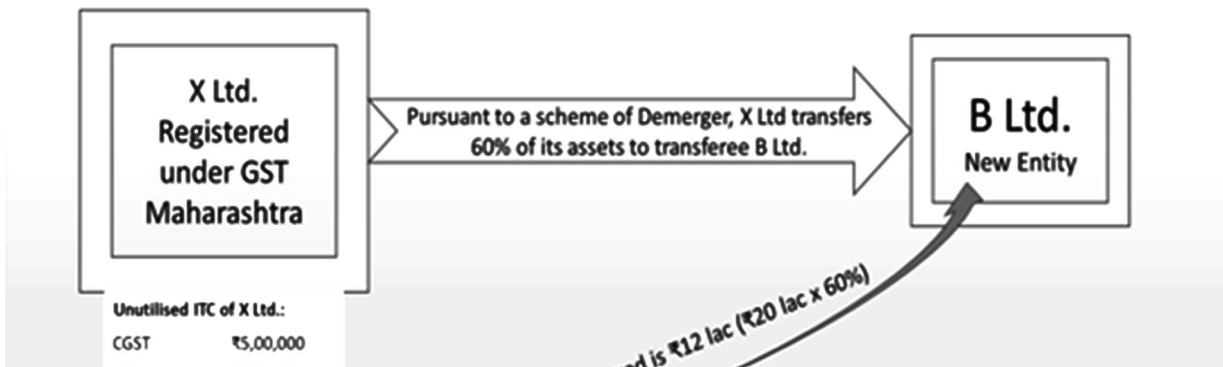 X Ltd.
Registered
under GST
Maharashtra
Pursuant to a scheme of Demerger, X Ltd transfers
60% of its assets to transferee B Ltd.
B Ltd.
New Entity
Unutilised ITC of X Ltd.:
CGST ₹5,00,000
is ₹12 lac (₹20 lac x 60%)